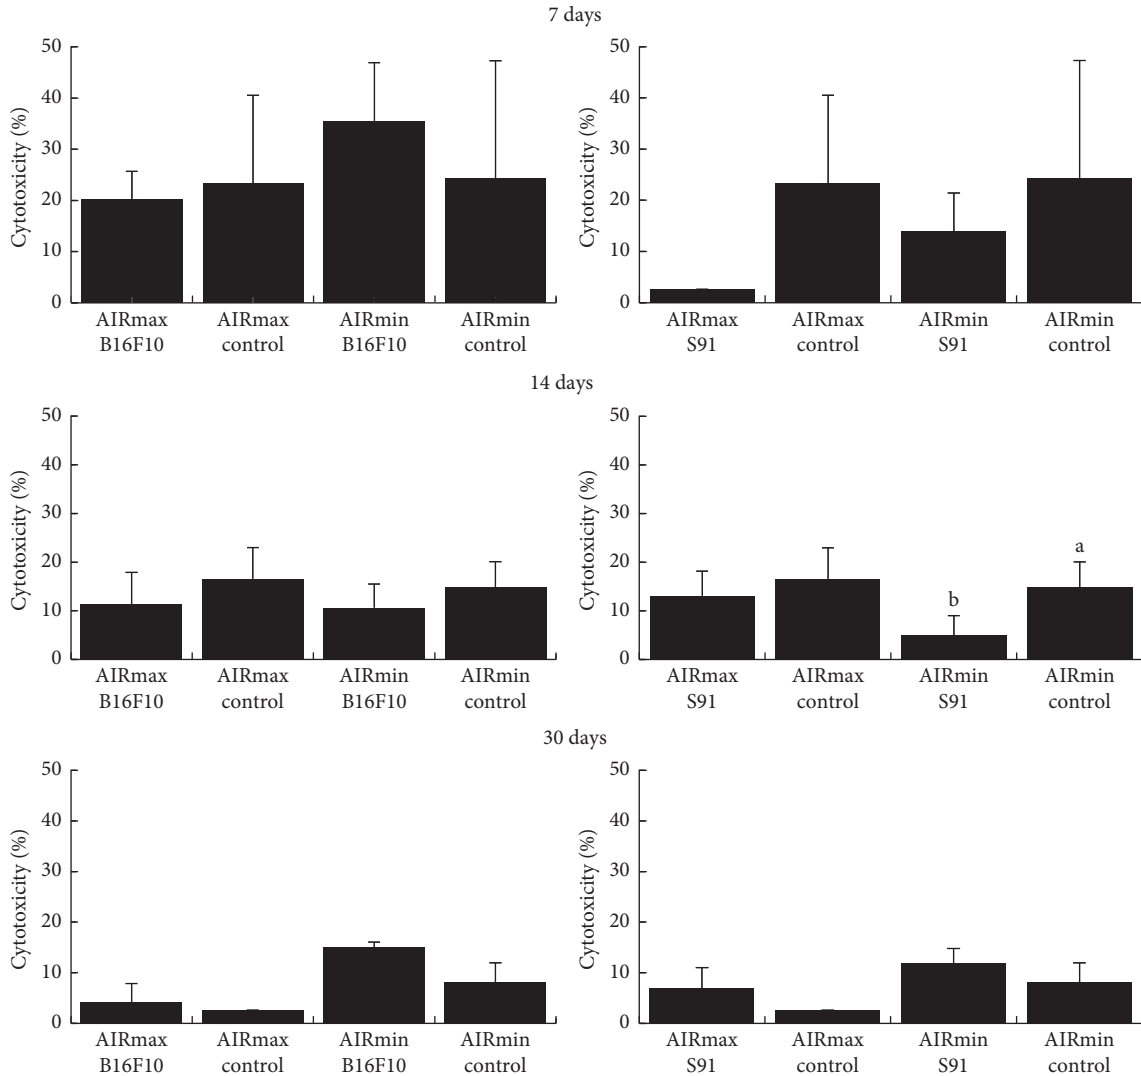 7 days
Cytotoxicity (%)
50
40
30
20
10
0
AIRmax
B16F10
AIRmax
control
AIRmin
B16F10
AIRmin
control
Cytotoxicity (%)
50
40
30
20
10
0
AIRmax
S91
AIRmax
control
AIRmin
S91
AIRmin
control
14 days
Cytotoxicity (%)
50
40
30
20
10
0
AIRmax
B16F10
AIRmax
control
AIRmin
B16F10
AIRmin
control
Cytotoxicity (%)
50
40
30
20
10
0
b
a
AIRmax
S91
AIRmax
control
AIRmin
S91
AIRmin
control
30 days
Cytotoxicity (%)
50
40
30
20
10
0
AIRmax
B16F10
AIRmax
control
AIRmin
B16F10
AIRmin
control
Cytotoxicity (%)
50
40
30
20
10
0
AIRmax
S91
AIRmax
control
AIRmin
S91
AIRmin
control